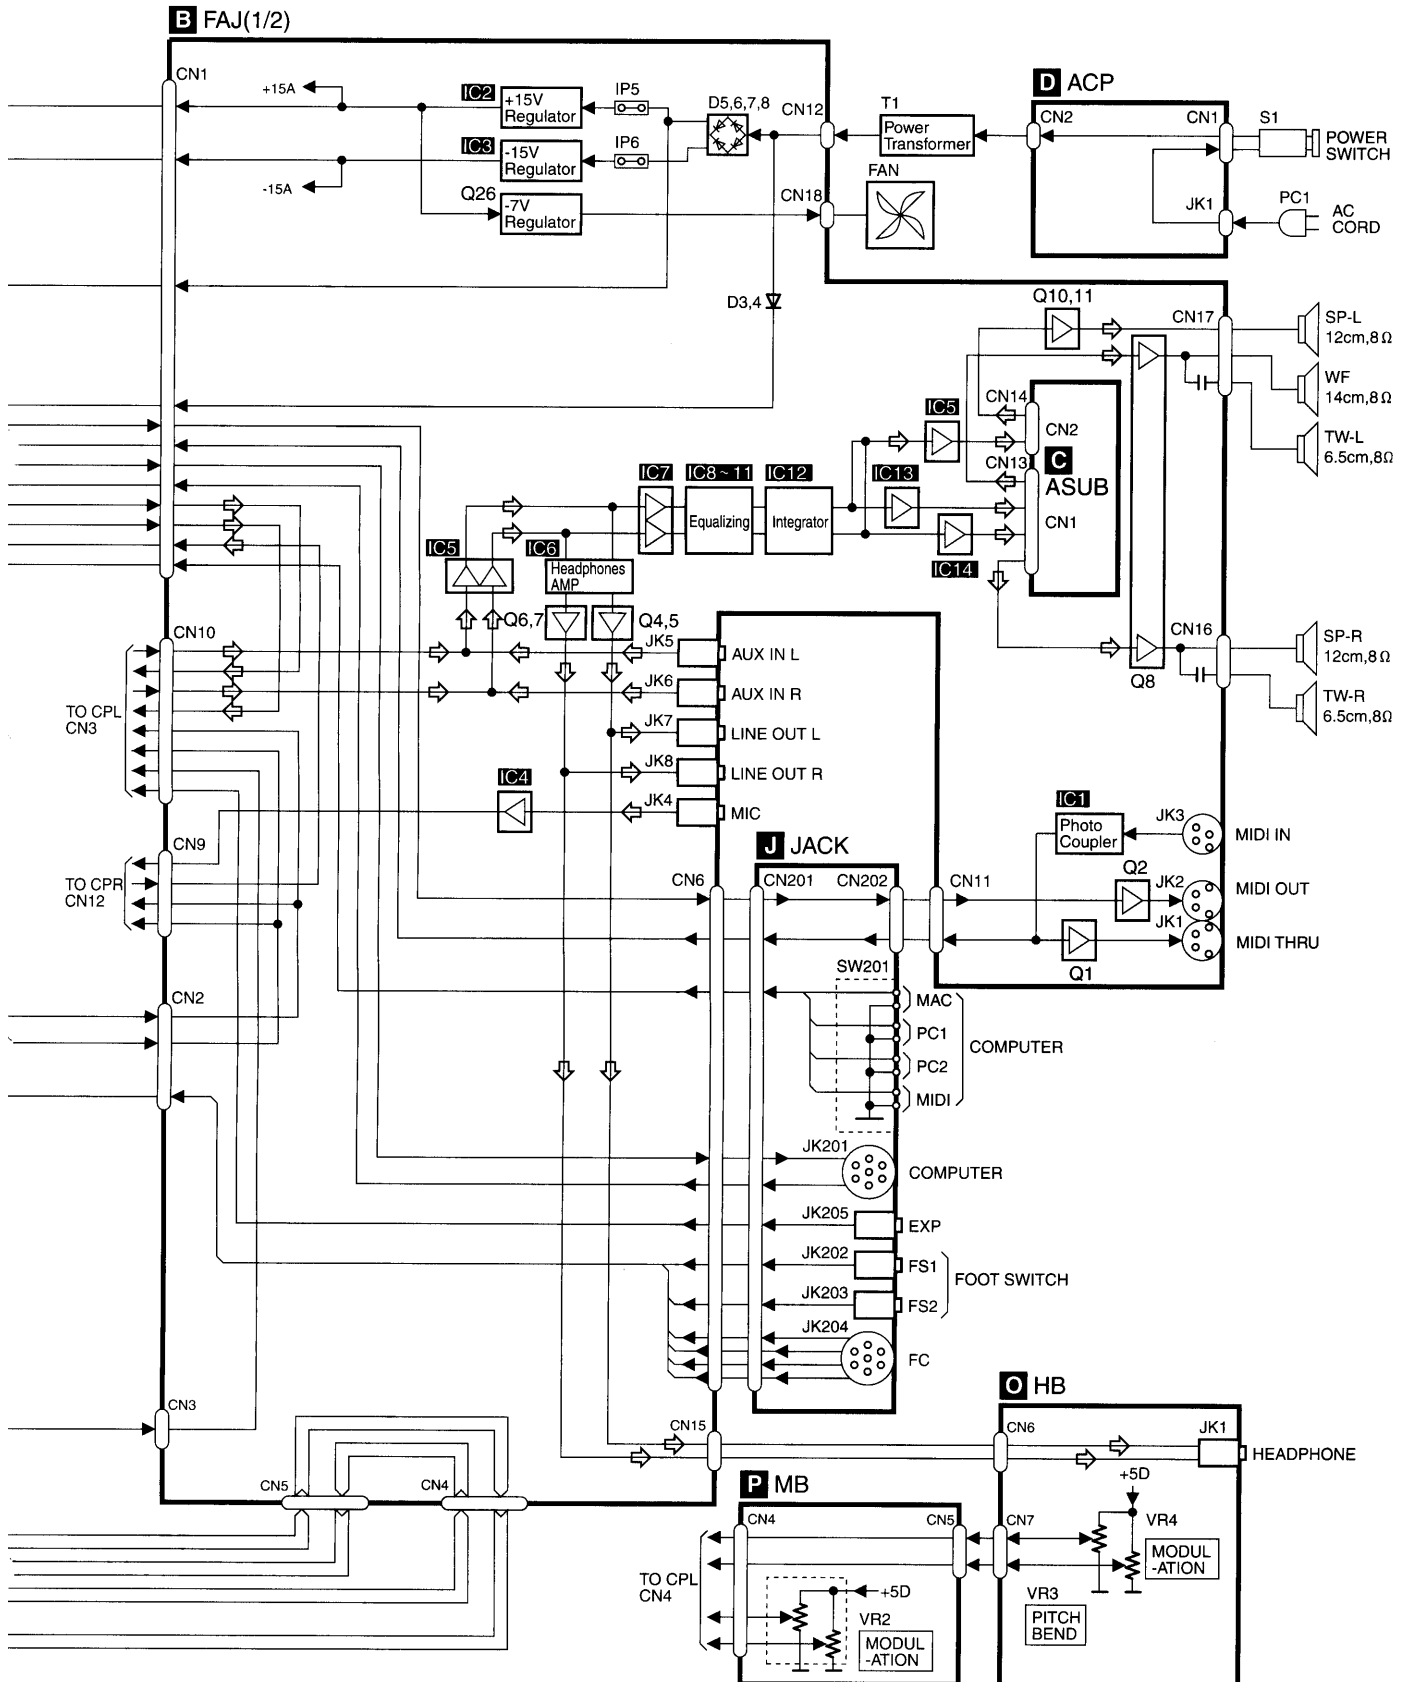 B FAJ(1/2)
CN1
+15A
IC2
+15V
Regulator
IP5
D5,6,7,8
CN12
T1
Power
Transformer
D ACP
CN2
CN1
S1
POWER
SWITCH
IC3
-15V
Regulator
IP6
-15A
Q26
-7V
Regulator
CN18
FAN
JK1
PC1
AC
CORD
D3,4
Q10,11
CN17
SP-L
12cm,8Ω
WF
14cm,8Ω
TW-L
6.5cm,8Ω
CN14
CN2
IC5
CN13
C
ASUB
CN1
IC7
IC8~11
IC12
IC13
Equalizing
Integrator
IC14
IC5
IC6
Headphones
AMP
Q6,7
Q4,5
CN10
JK5
AUX IN L
JK6
AUX IN R
TO CPL
CN3
JK7
LINE OUT L
JK8
LINE OUT R
IC4
JK4
MIC
CN16
Q8
SP-R
12cm,8Ω
TW-R
6.5cm,8Ω
CN9
TO CPR
CN12
J JACK
IC1
Photo
Coupler
JK3
MIDI IN
CN6
CN201
CN202
CN11
Q2
JK2
MIDI OUT
JK1
MIDI THRU
Q1
SW201
CN2
MAC
PC1
COMPUTER
PC2
MIDI
JK201
COMPUTER
JK205
EXP
JK202
FS1
FOOT SWITCH
JK203
FS2
JK204
FC
CN3
O HB
CN15
CN6
JK1
HEADPHONE
CN5
CN4
P MB
+5D
CN4
CN5
CN7
VR4
MODUL
-ATION
TO CPL
CN4
+5D
VR2
MODUL
-ATION
VR3
PITCH
BEND